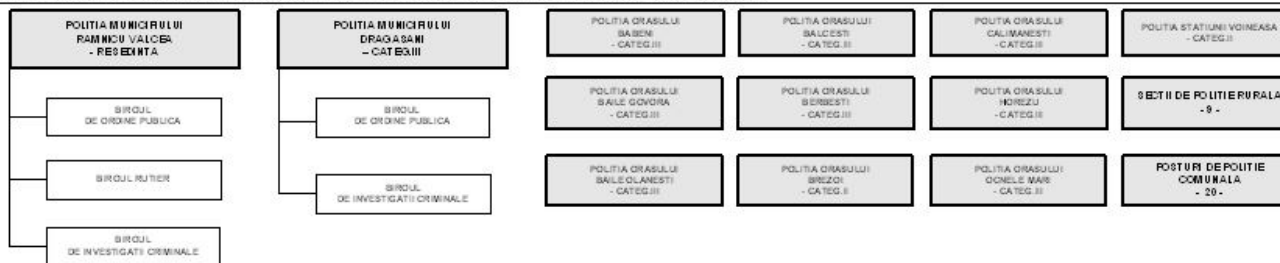 POLITIA MUNICIPIULUI
RAMNICU VALCEA
- RESEDINTA
BIROUL
DE ORDINE PUBLICA
BIROUL RUTIER
BIROUL
DE INVESTIGATII CRIMINALE
POLITIA MUNICIPIULUI
DRAGASANI
– CATEG.III
BIROUL
DE ORDINE PUBLICA
BIROUL
DE INVESTIGATII CRIMINALE
POLITIA ORASULUI
BABENI
- CATEG.III
POLITIA ORASULUI
BALCESTI
- CATEG.III
POLITIA ORASULUI
CALIMANESTI
- CATEG.III
POLITIA STATIUNII VOINEASA
- CATEG.II
POLITIA ORASULUI
BAILE GOVORA
- CATEG.III
POLITIA ORASULUI
BERBESTI
- CATEG.III
POLITIA ORASULUI
HOREZU
- CATEG.III
SECTII DE POLITIE RURALA
- 9 -
POLITIA ORASULUI
BAILE OLANESTI
- CATEG.III
POLITIA ORASULUI
BREZOI
- CATEG.II
POLITIA ORASULUI
OCNELE MARI
- CATEG.III
POSTURI DE POLITIE
COMUNALA
- 20 -